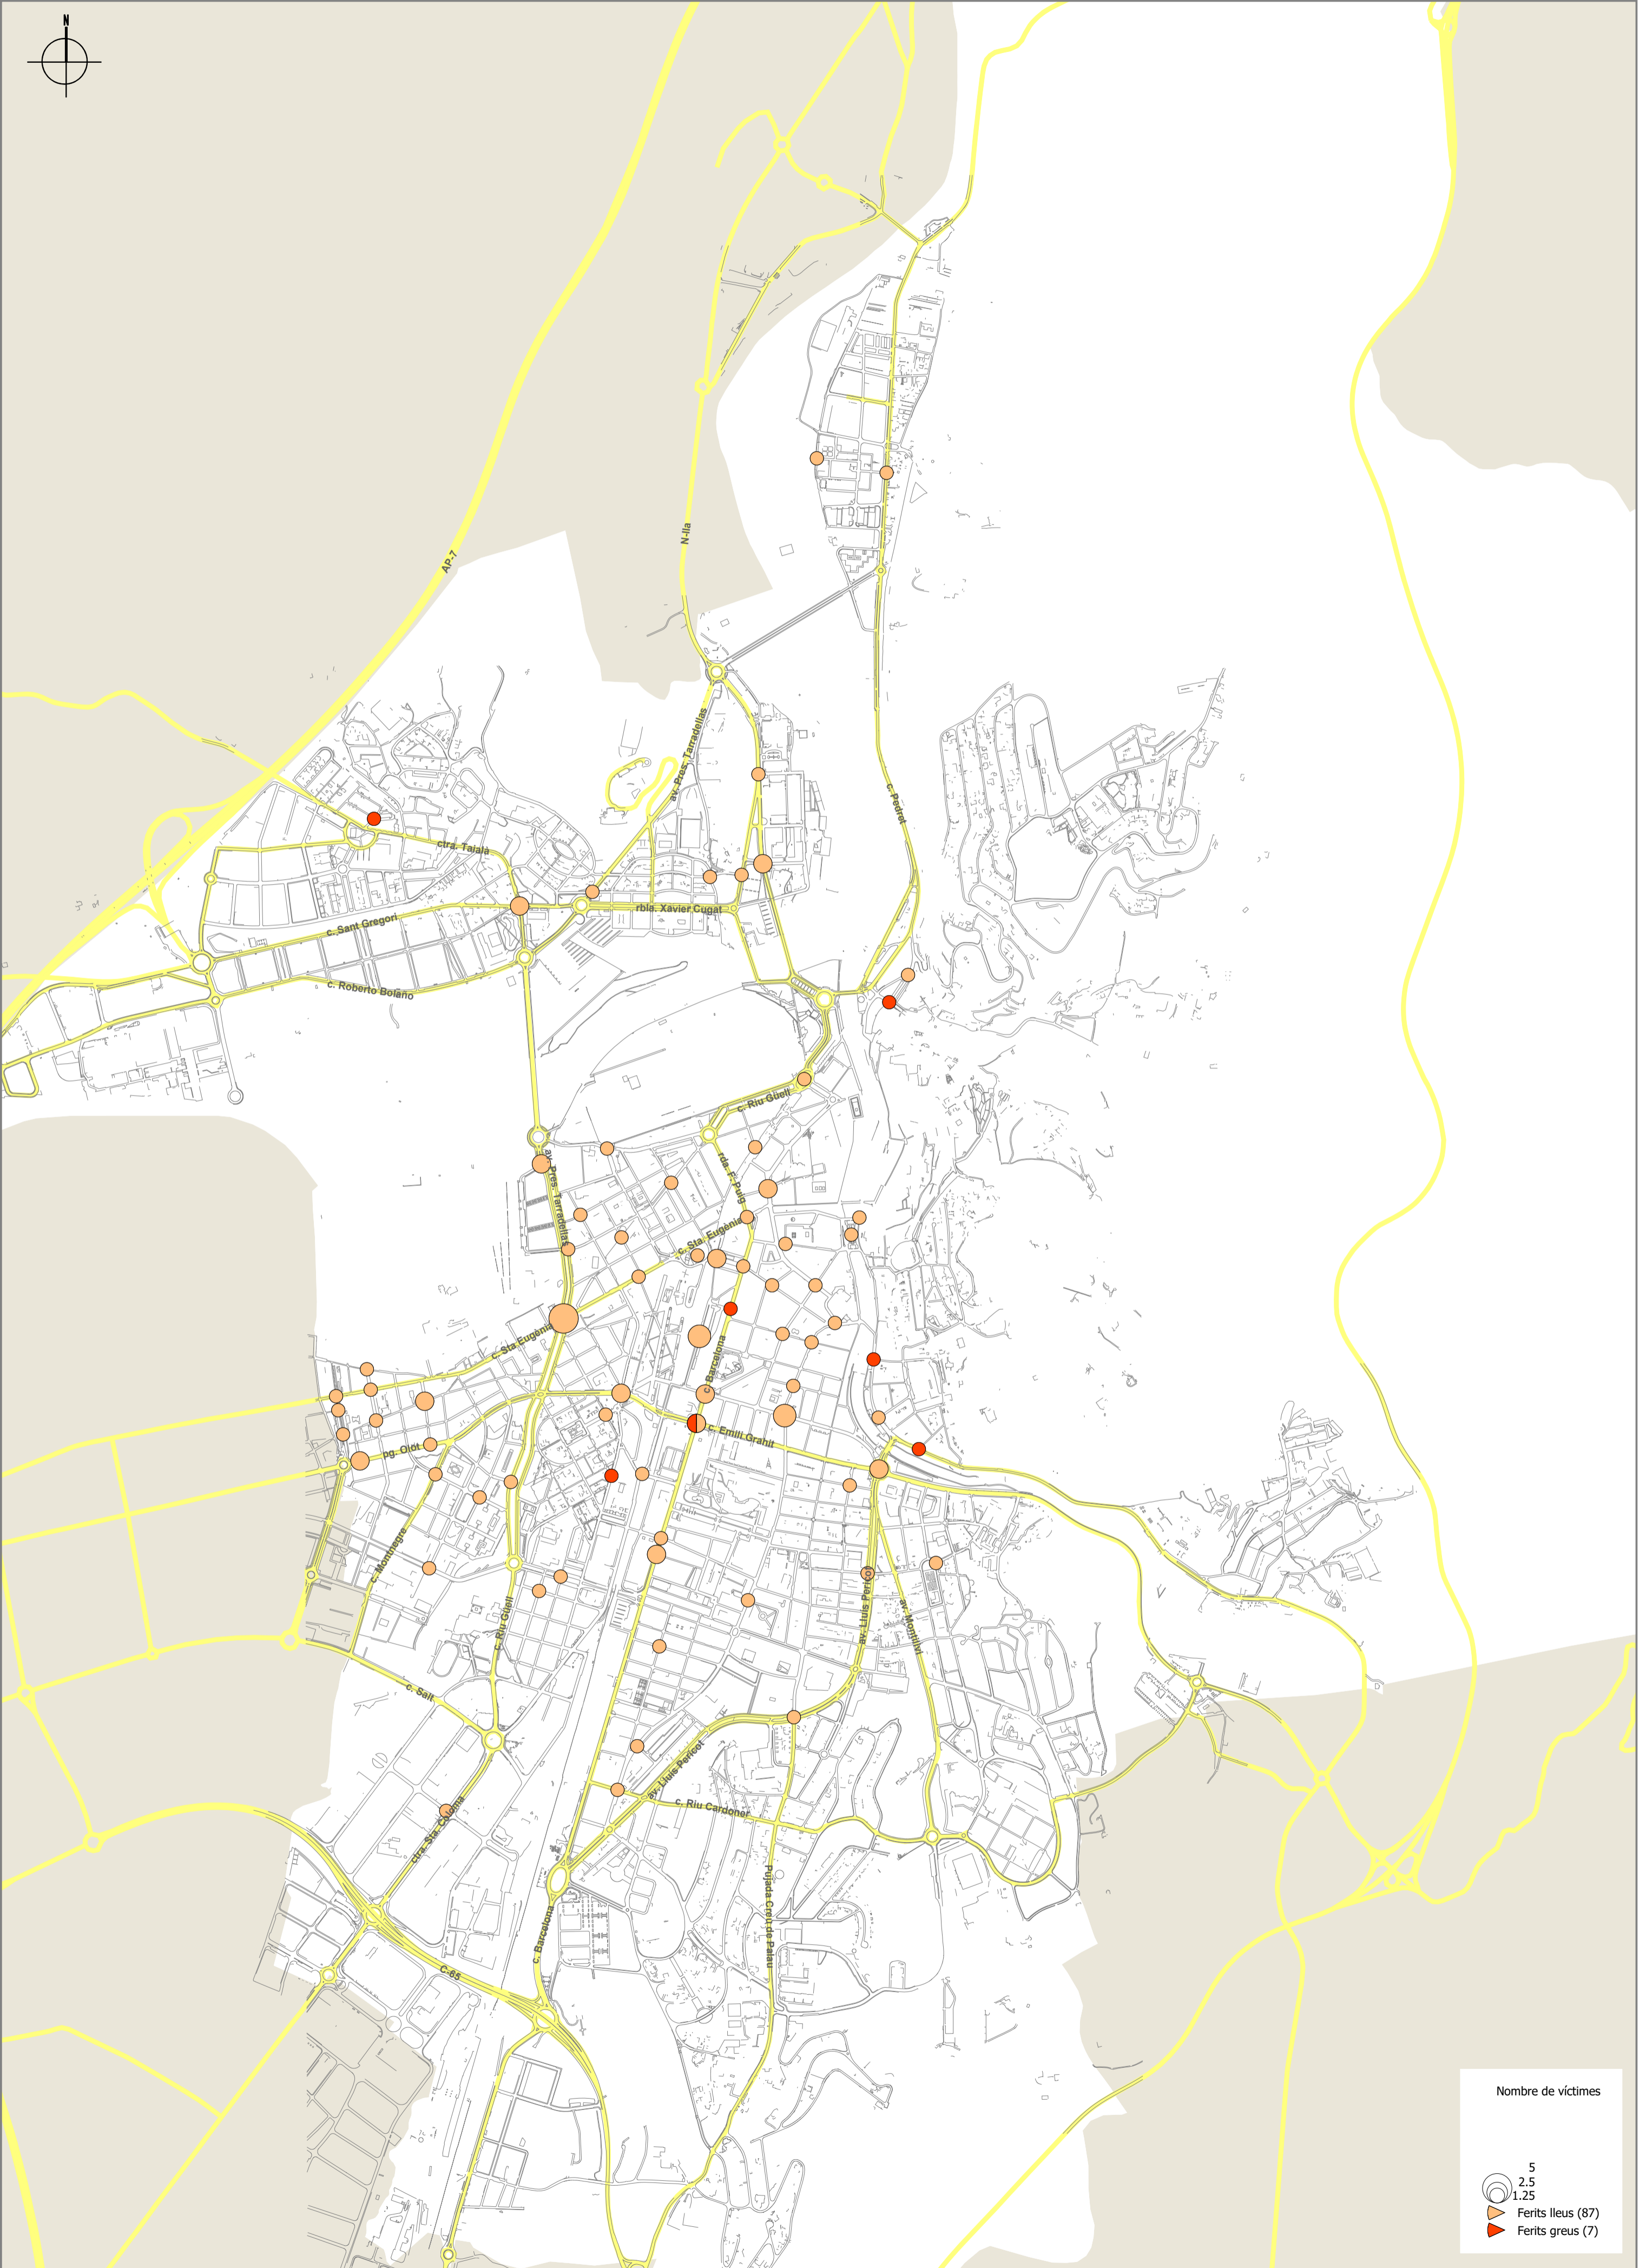 N
N-IIa
AP-7
av. Pres. Tarradellas
c. Pedret
ctra. Taialà
rbla. Xavier Cugat
c. Sant Gregori
c. Roberto Bolaño
c. Riu Güell
av. Pres. Tarradellas
rda. F. Puig
c. Sta. Eugènia
c. Sta Eugènia
c. Barcelona
c. Emili Grahit
pg. Olot
c. Montnegre
c. Riu Güell
av. Lluís Pericot
av. Montilivi
c. Salt
av. Lluís Pericot
c. Riu Cardoner
ctra. Sta. Coloma
Pujada Creu de Palau
c. Barcelona
C-65
Nombre de víctimes
5
2.5
1.25
Ferits lleus (87)
Ferits greus (7)